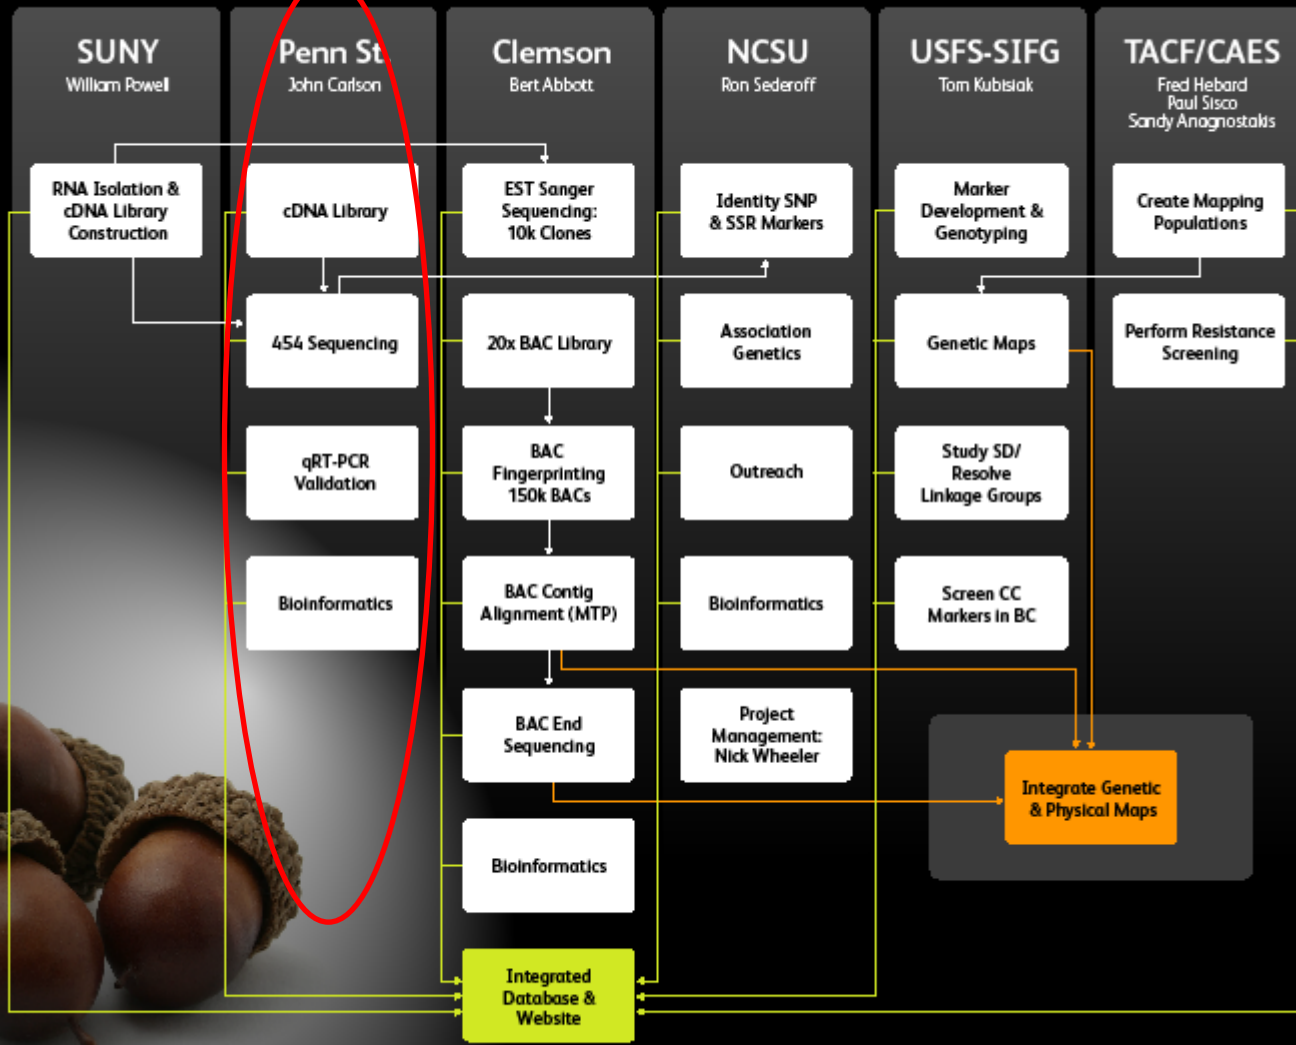 SUNY
William Powell
Penn St.
John Carlson
Clemson
Bert Abbott
NCSU
Ron Sederoff
USFS-SIFG
Tom Kubisiak
TACF/CAES
Fred Hebard
Paul Sisco
Sandy Anagnostakis
RNA Isolation &
cDNA Library
Construction
cDNA Library
EST Sanger
Sequencing:
10k Clones
Identity SNP
& SSR Markers
Marker
Development &
Genotyping
Create Mapping
Populations
454 Sequencing
20x BAC Library
Association
Genetics
Genetic Maps
Perform Resistance
Screening
qRT-PCR
Validation
BAC
Fingerprinting
150k BACs
Outreach
Study SD/
Resolve
Linkage Groups
Bioinformatics
BAC Contig
Alignment (MTP)
Bioinformatics
Screen CC
Markers in BC
BAC End
Sequencing
Project
Management:
Nick Wheeler
Integrate Genetic
& Physical Maps
Bioinformatics
Integrated
Database &
Website